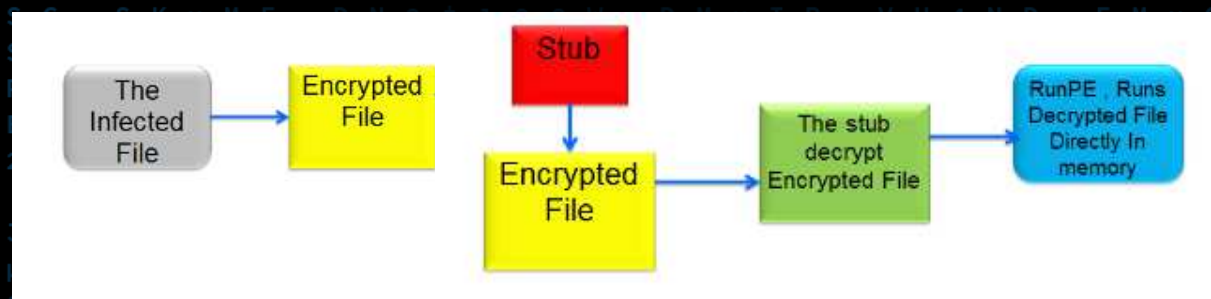 The
Infected
File
Encrypted
File
Stub
Encrypted
File
The stub
decrypt
Encrypted File
RunPE , Runs
Decrypted File
Directly In
memory